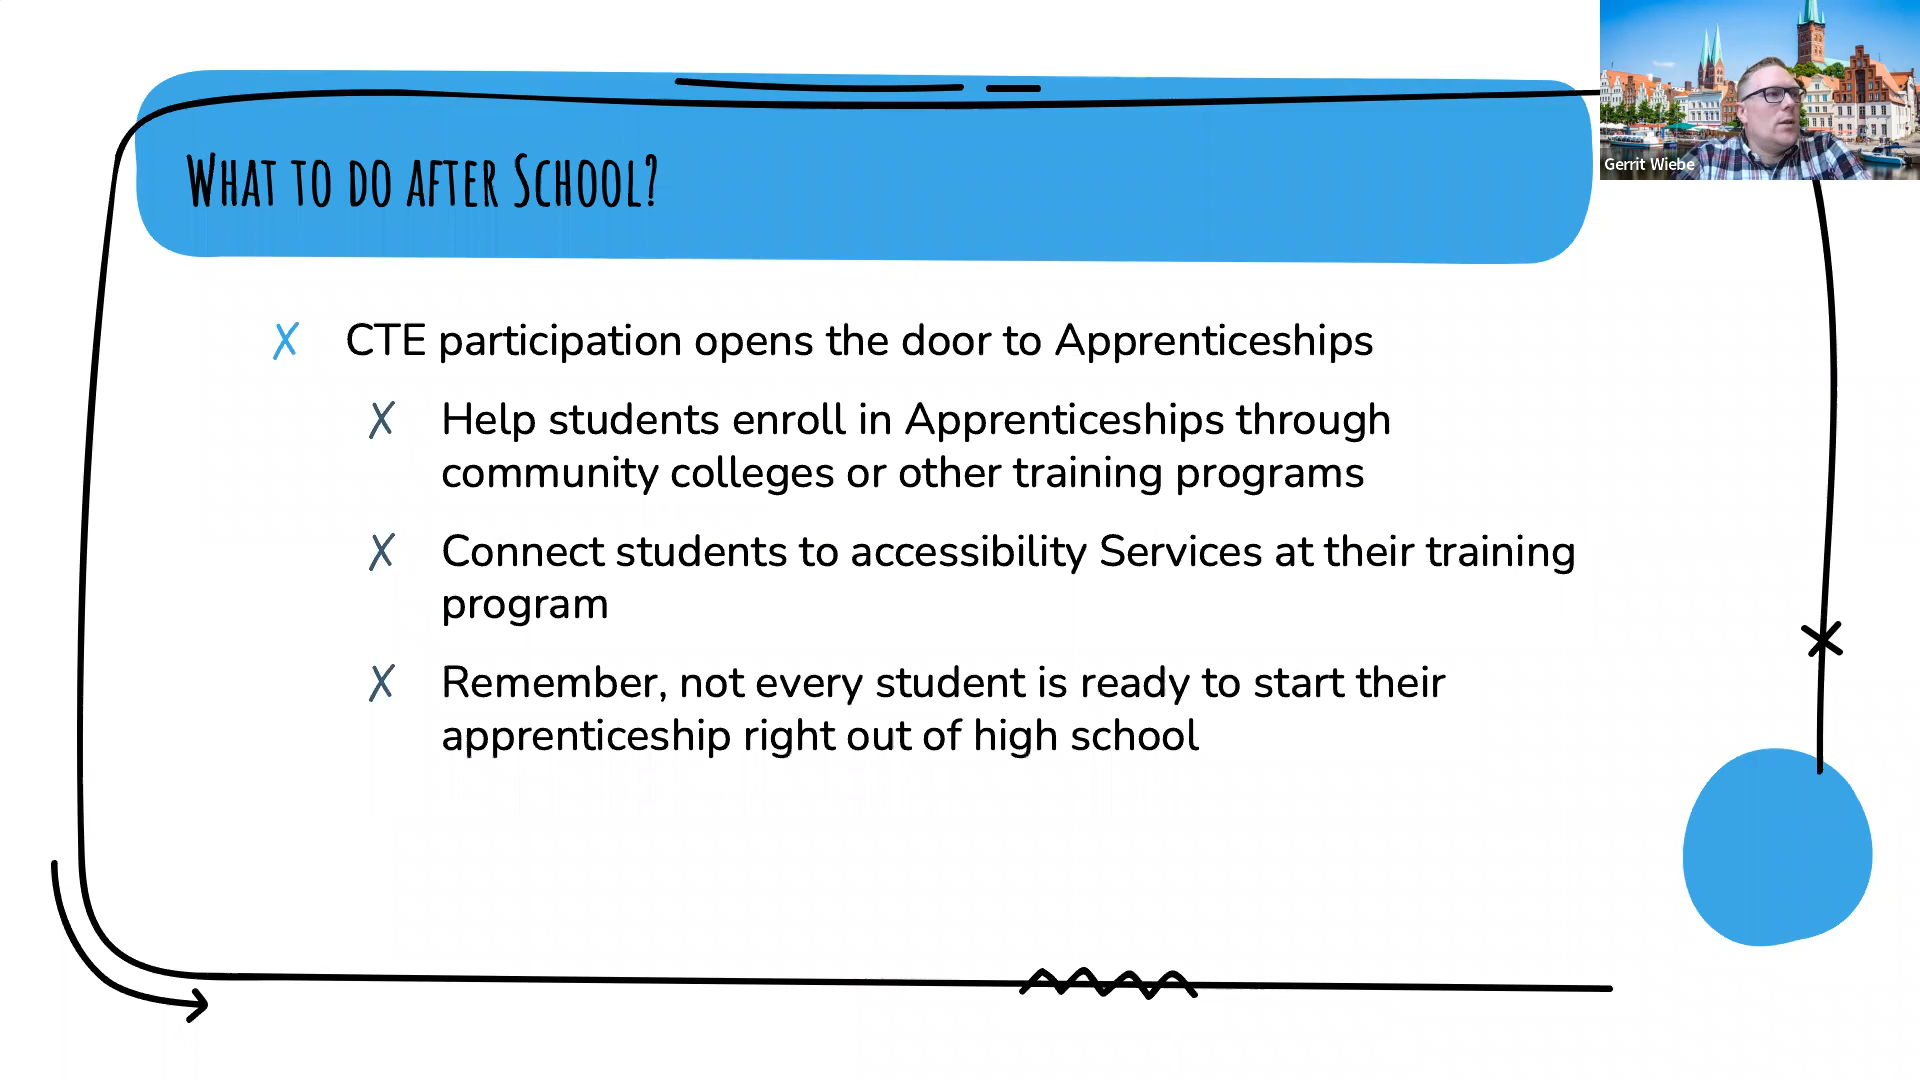 What to do after School?
Gerrit Wiebe
CTE participation opens the door to Apprenticeships
Help students enroll in Apprenticeships through
community colleges or other training programs
Connect students to accessibility Services at their training
program
Remember, not every student is ready to start their
apprenticeship right out of high school